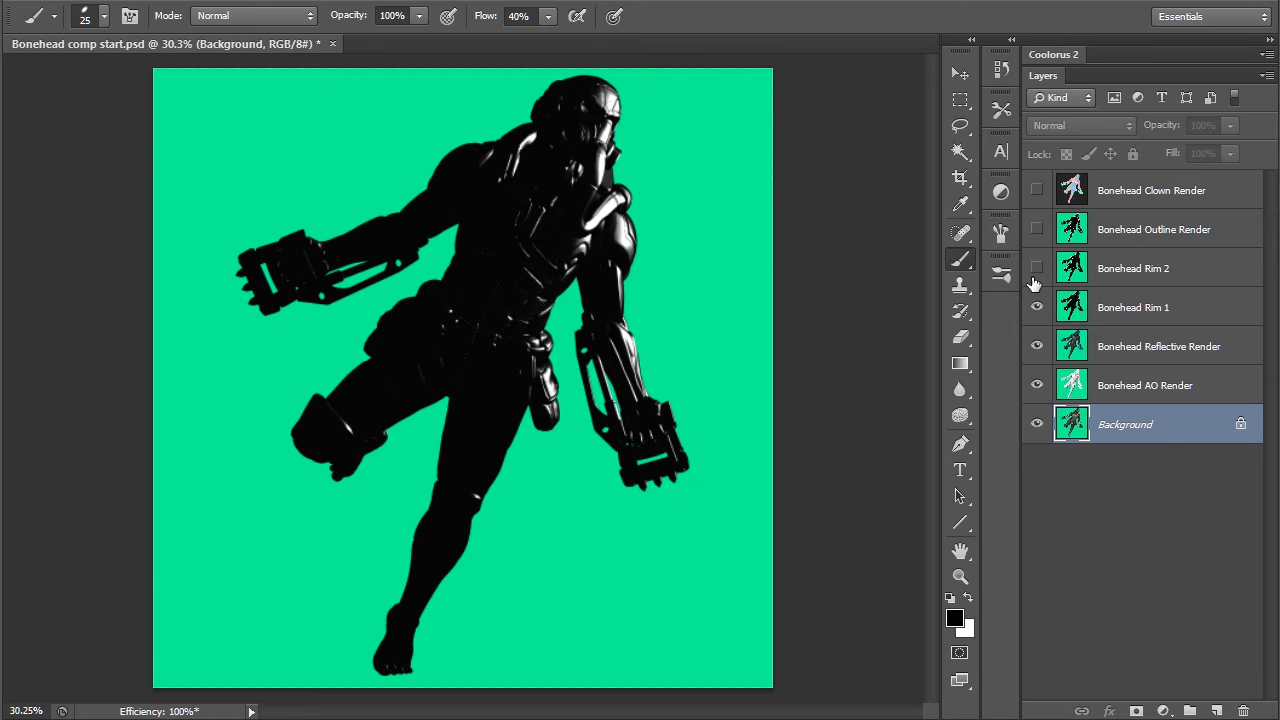 25 Mode: Normal Opacity: 100% Flow: 40% Essentials
Bonehead comp start.psd @ 30.3% (Background, RGB/8#) * ×
Coolorus 2
Layers
Kind
Normal Opacity: 100%
Lock: Fill: 100%
Bonehead Clown Render
Bonehead Outline Render
Bonehead Rim 2
Bonehead Rim 1
Bonehead Reflective Render
Bonehead AO Render
Background
30.25% Efficiency: 100%*